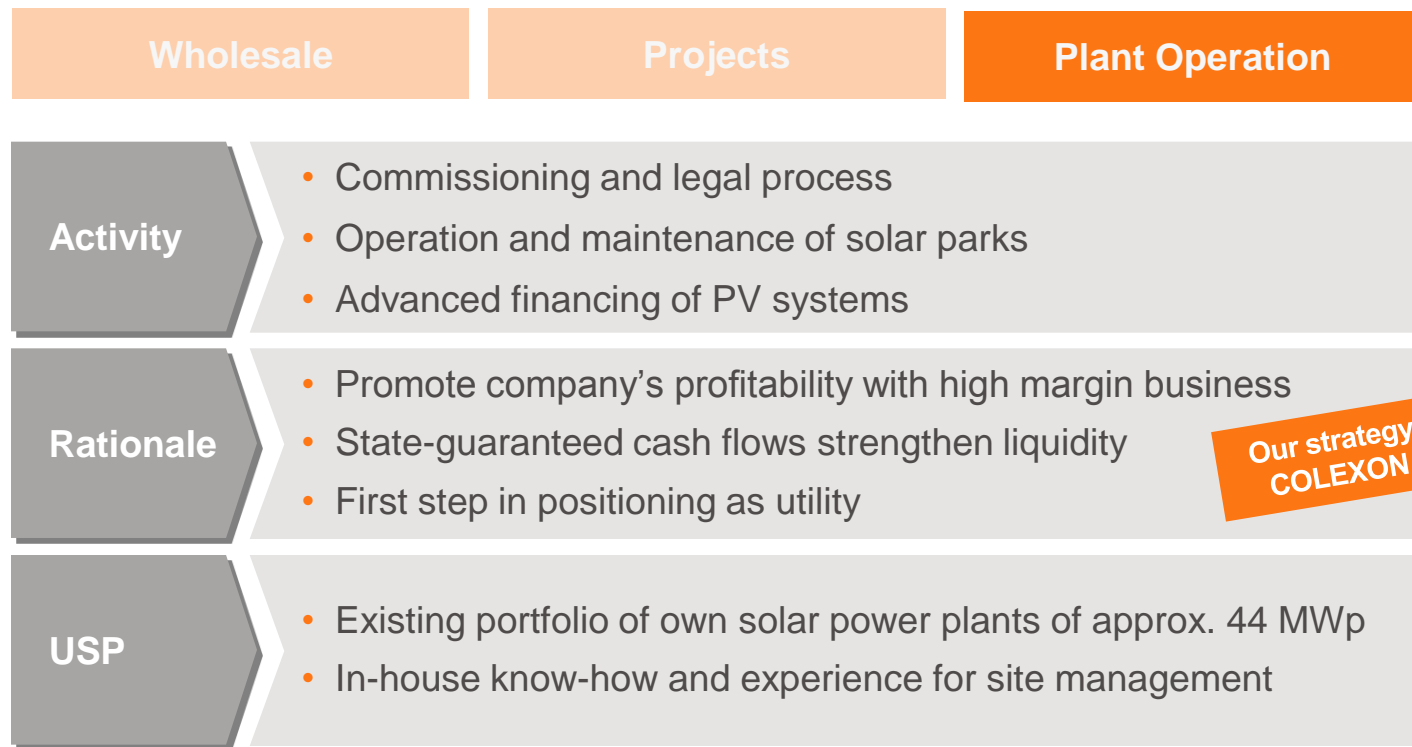 Wholesale
Projects
Plant Operation
Activity
• Commissioning and legal process
• Operation and maintenance of solar parks
• Advanced financing of PV systems
Rationale
• Promote company’s profitability with high margin business
• State-guaranteed cash flows strengthen liquidity
• First step in positioning as utility
Our strategy
COLEXON
USP
• Existing portfolio of own solar power plants of approx. 44 MWp
• In-house know-how and experience for site management